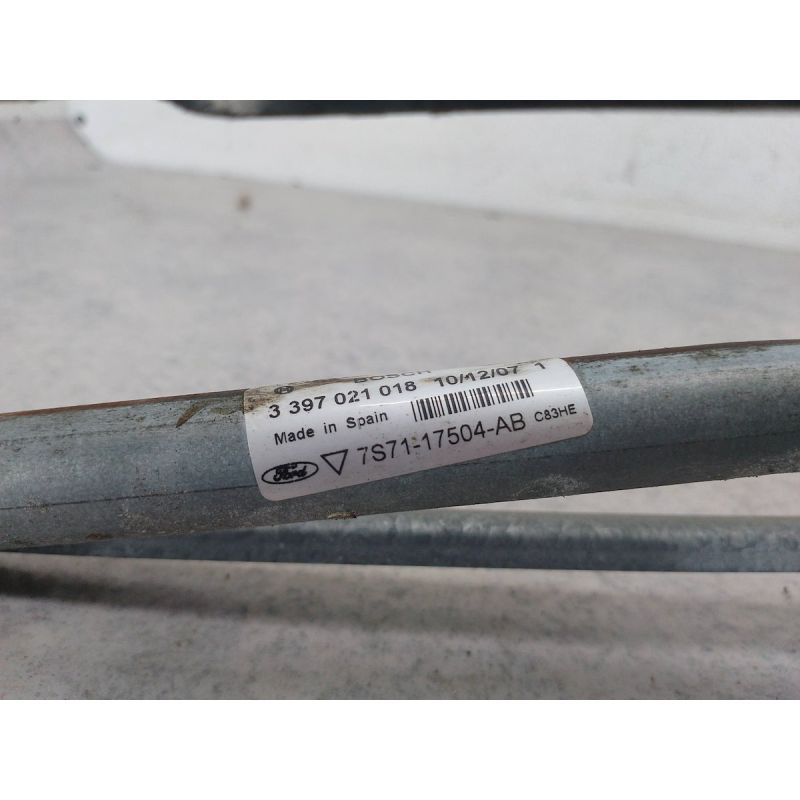 BOSCH
3 397 021 018 10/12/07 1
Made in Spain
Ford 7S71-17504-AB C83HE